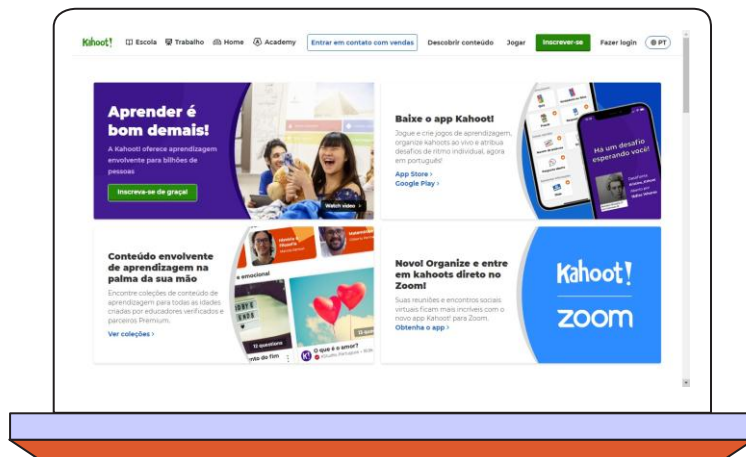 Kahoot!
Escola
Trabalho
Home
Academy
Entrar em contato com vendas
Descobrir conteúdo
Jogar
Inscrever-se
Fazer login
PT
Aprender é
bom demais!
A Kahoot! oferece aprendizagem
envolvente para bilhões de
pessoas
Inscreva-se de graça!
Watch video
Baixe o app Kahoot!
Jogue e crie jogos de aprendizagem,
organize kahoots ao vivo e atribua
desafios de ritmo individual, agora
em português!
App Store ›
Google Play ›
Há um desafio
esperando você!
Conteúdo envolvente
de aprendizagem na
palma da sua mão
Encontre coleções de conteúdo de
aprendizagem para todas as idades
criadas por educadores verificados e
parceiros Premium.
Ver coleções ›
e emocional
12 questions
nto do fim
K!
O que é o amor?
Novo! Organize e entre
em kahoots direto no
Zoom!
Suas reuniões e encontros sociais
virtuais ficam mais incríveis com o
novo app Kahoot! para Zoom.
Obtenha o app ›
Kahoot!
zoom